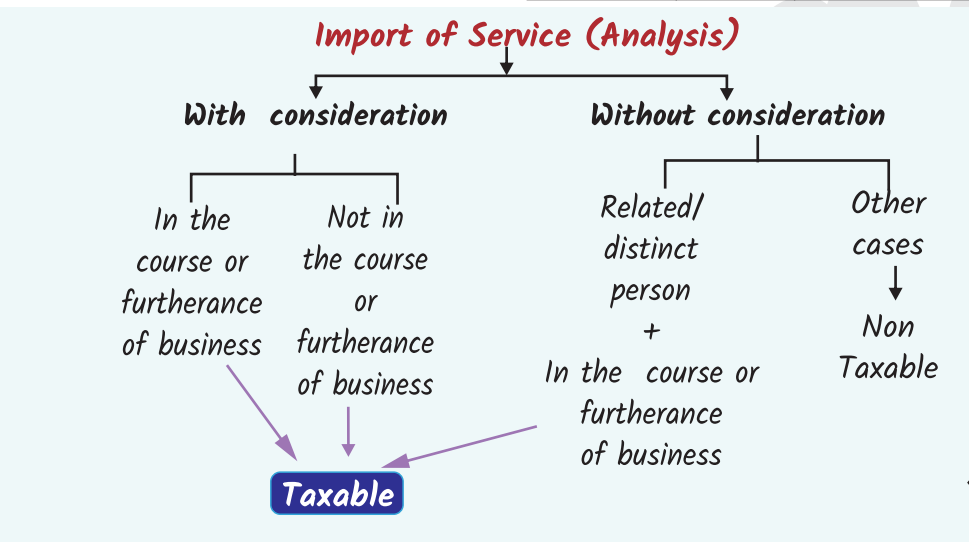 Import of Service (Analysis)
With consideration
Without consideration
In the
course or
furtherance
of business
Not in
the course
or
furtherance
of business
Related/
distinct
person
+
In the course or
furtherance
of business
Other
cases
Non
Taxable
Taxable